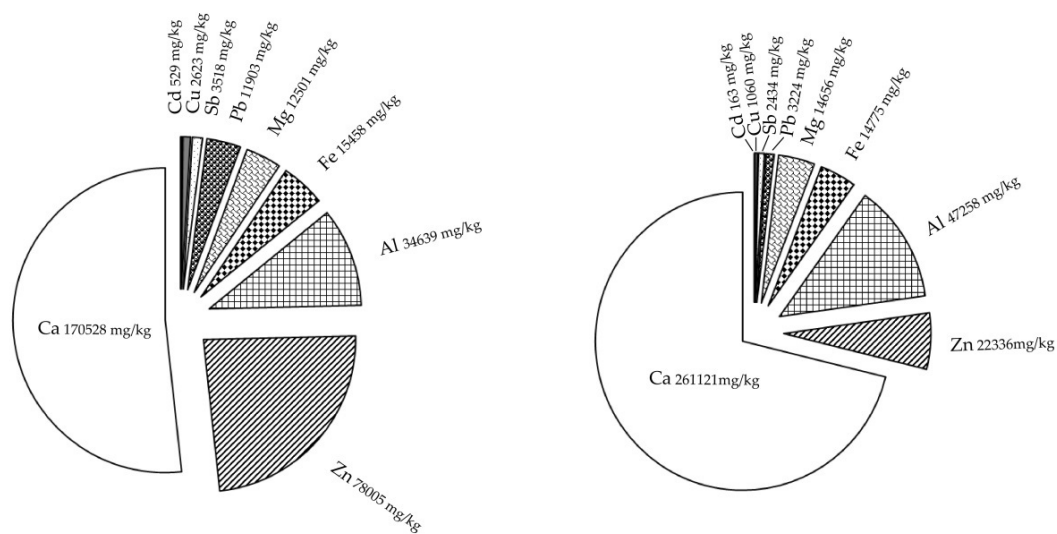 Cd 529 mg/kg
Cu 2623 mg/kg
Sb 3518 mg/kg
Pb 11903 mg/kg
Mg 12501 mg/kg
Fe 15458 mg/kg
Al 34639 mg/kg
Zn 78005 mg/kg
Ca 170528 mg/kg
Cd 163 mg/kg
Cu 1060 mg/kg
Sb 2434 mg/kg
Pb 3224 mg/kg
Mg 14656 mg/kg
Fe 14775 mg/kg
Al 47258 mg/kg
Zn 22336mg/kg
Ca 261121mg/kg